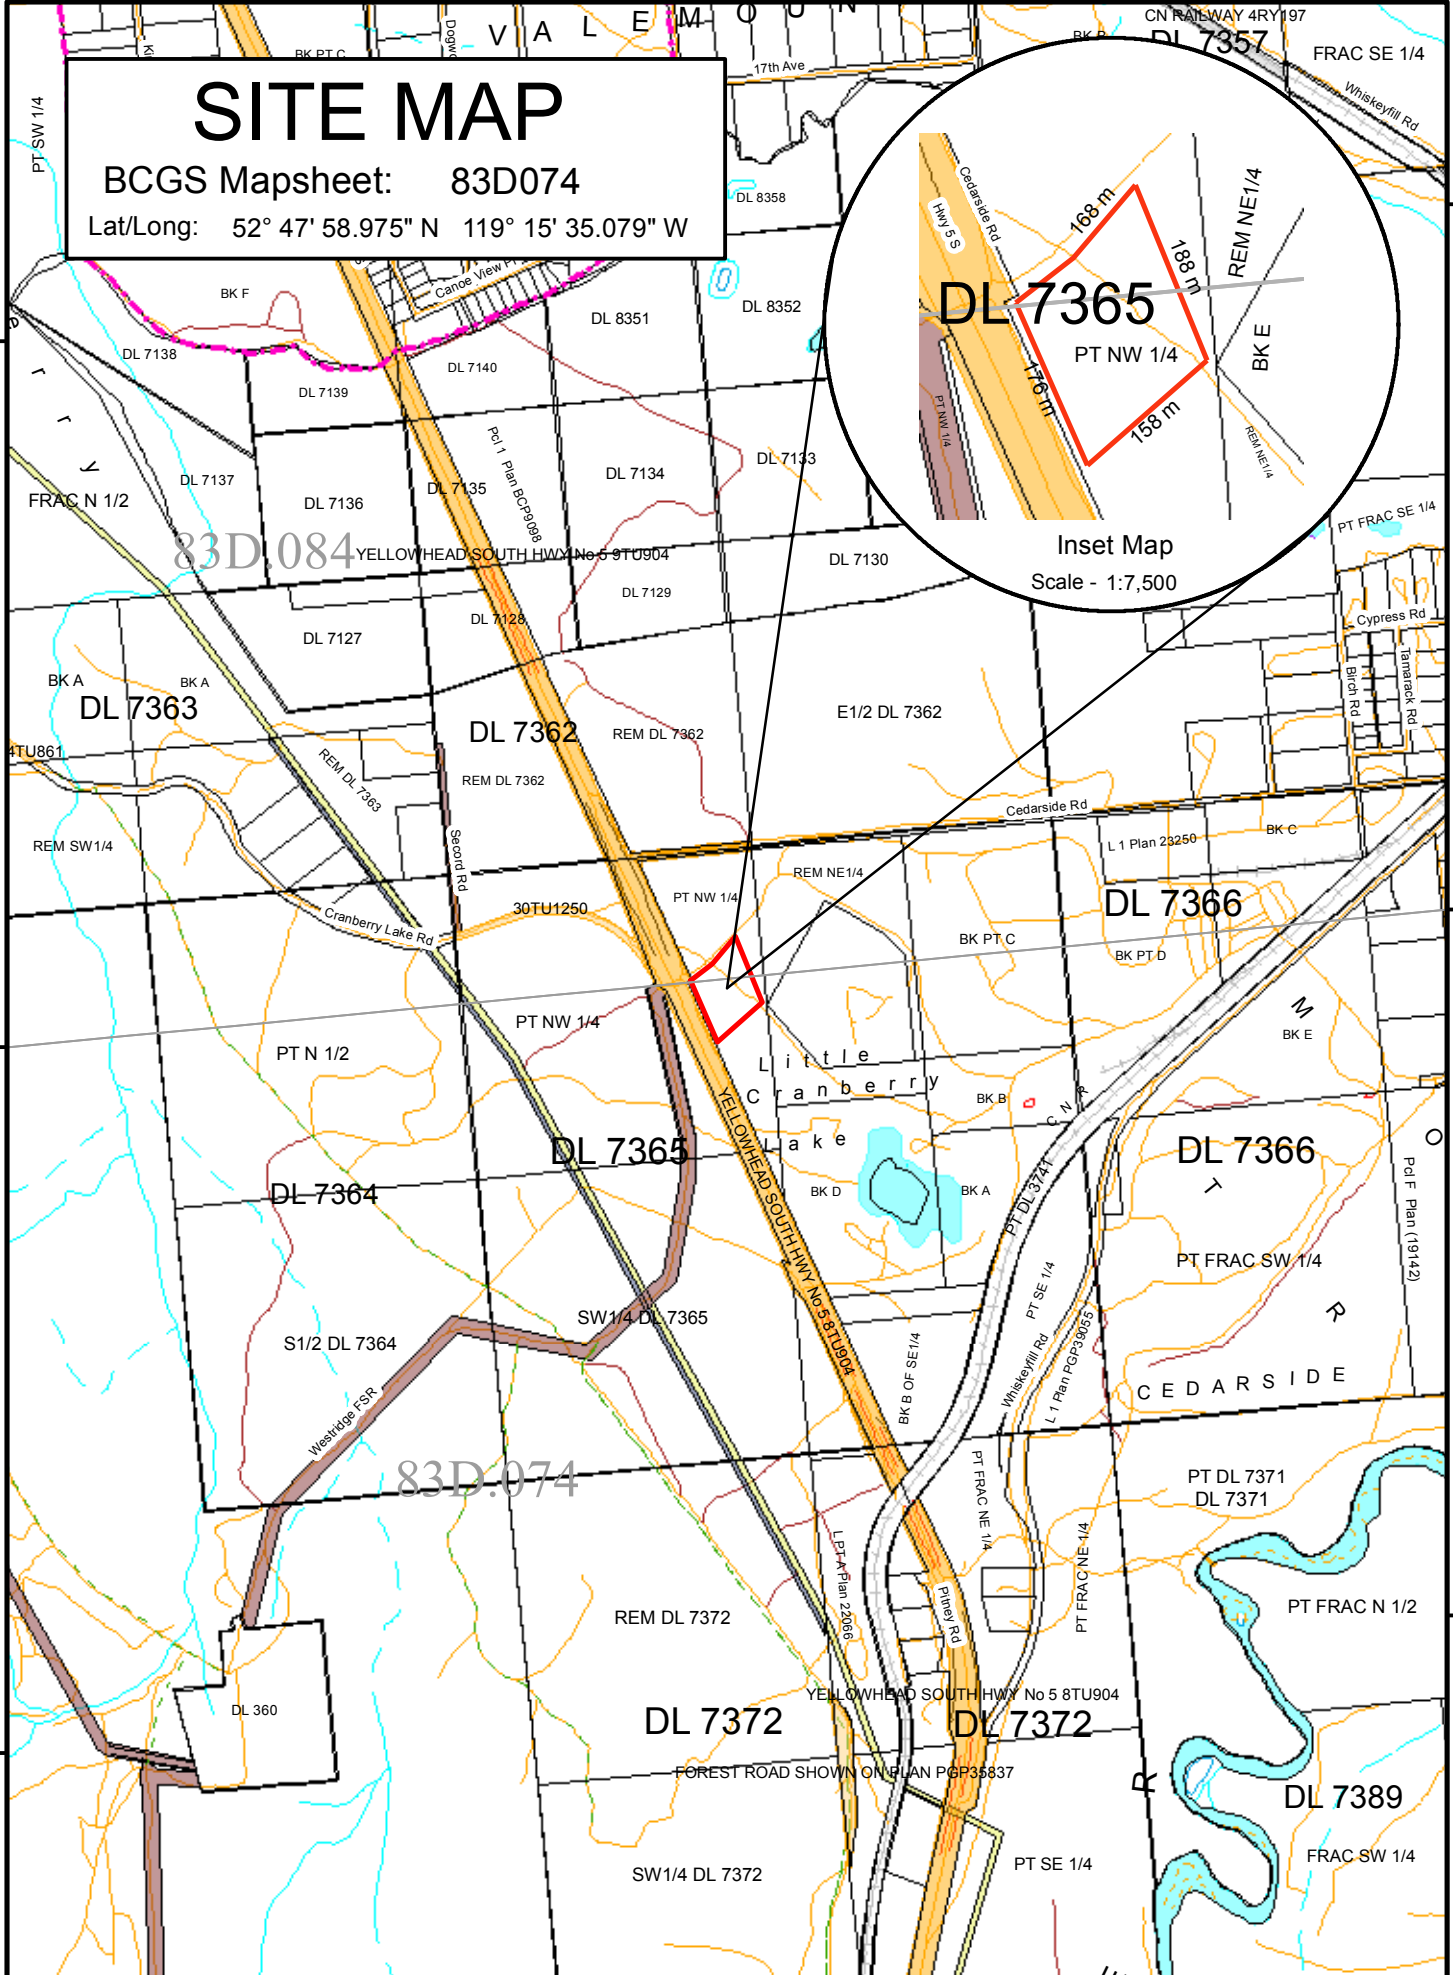 V A L E M O U N
CN RAILWAY 4RY197
DL 7357
FRAC SE 1/4
Whiskeyfill Rd
BK PT C
17th Ave
PT SW 1/4
SITE MAP
BCGS Mapsheet: 83D074
Lat/Long: 52° 47' 58.975" N 119° 15' 35.079" W
DL 8358
BK F
Canoe View Pl
DL 8351
DL 8352
DL 7138
DL 7139
DL 7140
e r r y
Cedarside Rd
Hwy 5 S
168 m
188 m
REM NE1/4
DL 7365
PT NW 1/4
BK E
176 m
158 m
PT NW 1/4
REM NE1/4
Inset Map
Scale - 1:7,500
FRAC N 1/2
DL 7137
DL 7136
DL 7135
Pcl 1 Plan BCP9098
DL 7134
DL 7133
PT FRAC SE 1/4
83D.084
YELLOWHEAD SOUTH HWY No 5 9TU904
DL 7130
DL 7129
DL 7128
DL 7127
Cypress Rd
Birch Rd
Tamarack Rd
BK A
BK A
DL 7363
DL 7362
REM DL 7362
E1/2 DL 7362
4TU861
REM DL 7363
REM DL 7362
Cedarside Rd
REM SW1/4
Secord Rd
L 1 Plan 23250
BK C
REM NE1/4
PT NW 1/4
30TU1250
Cranberry Lake Rd
DL 7366
BK PT C
BK PT D
PT NW 1/4
PT N 1/2
M
BK E
Little
Cranberry
Lake
BK B
C N R
YELLOWHEAD SOUTH HWY No 5 8TU904
DL 7365
DL 7364
DL 7366
O
T
Pcl F Plan (19142)
PT DL 3741
BK D
BK A
PT FRAC SW 1/4
PT SE 1/4
SW1/4 DL 7365
S1/2 DL 7364
R
Whiskeyfill Rd
L 1 Plan PGP39055
BK B OF SE1/4
CEDARSIDE
Westridge FSR
83D.074
PT FRAC NE 1/4
PT DL 7371
DL 7371
L PT A Plan 22066
PT FRAC NE 1/4
Pitney Rd
PT FRAC N 1/2
REM DL 7372
DL 360
YELLOWHEAD SOUTH HWY No 5 8TU904
DL 7372
DL 7372
FOREST ROAD SHOWN ON PLAN PGP35837
R
DL 7389
FRAC SW 1/4
PT SE 1/4
SW1/4 DL 7372